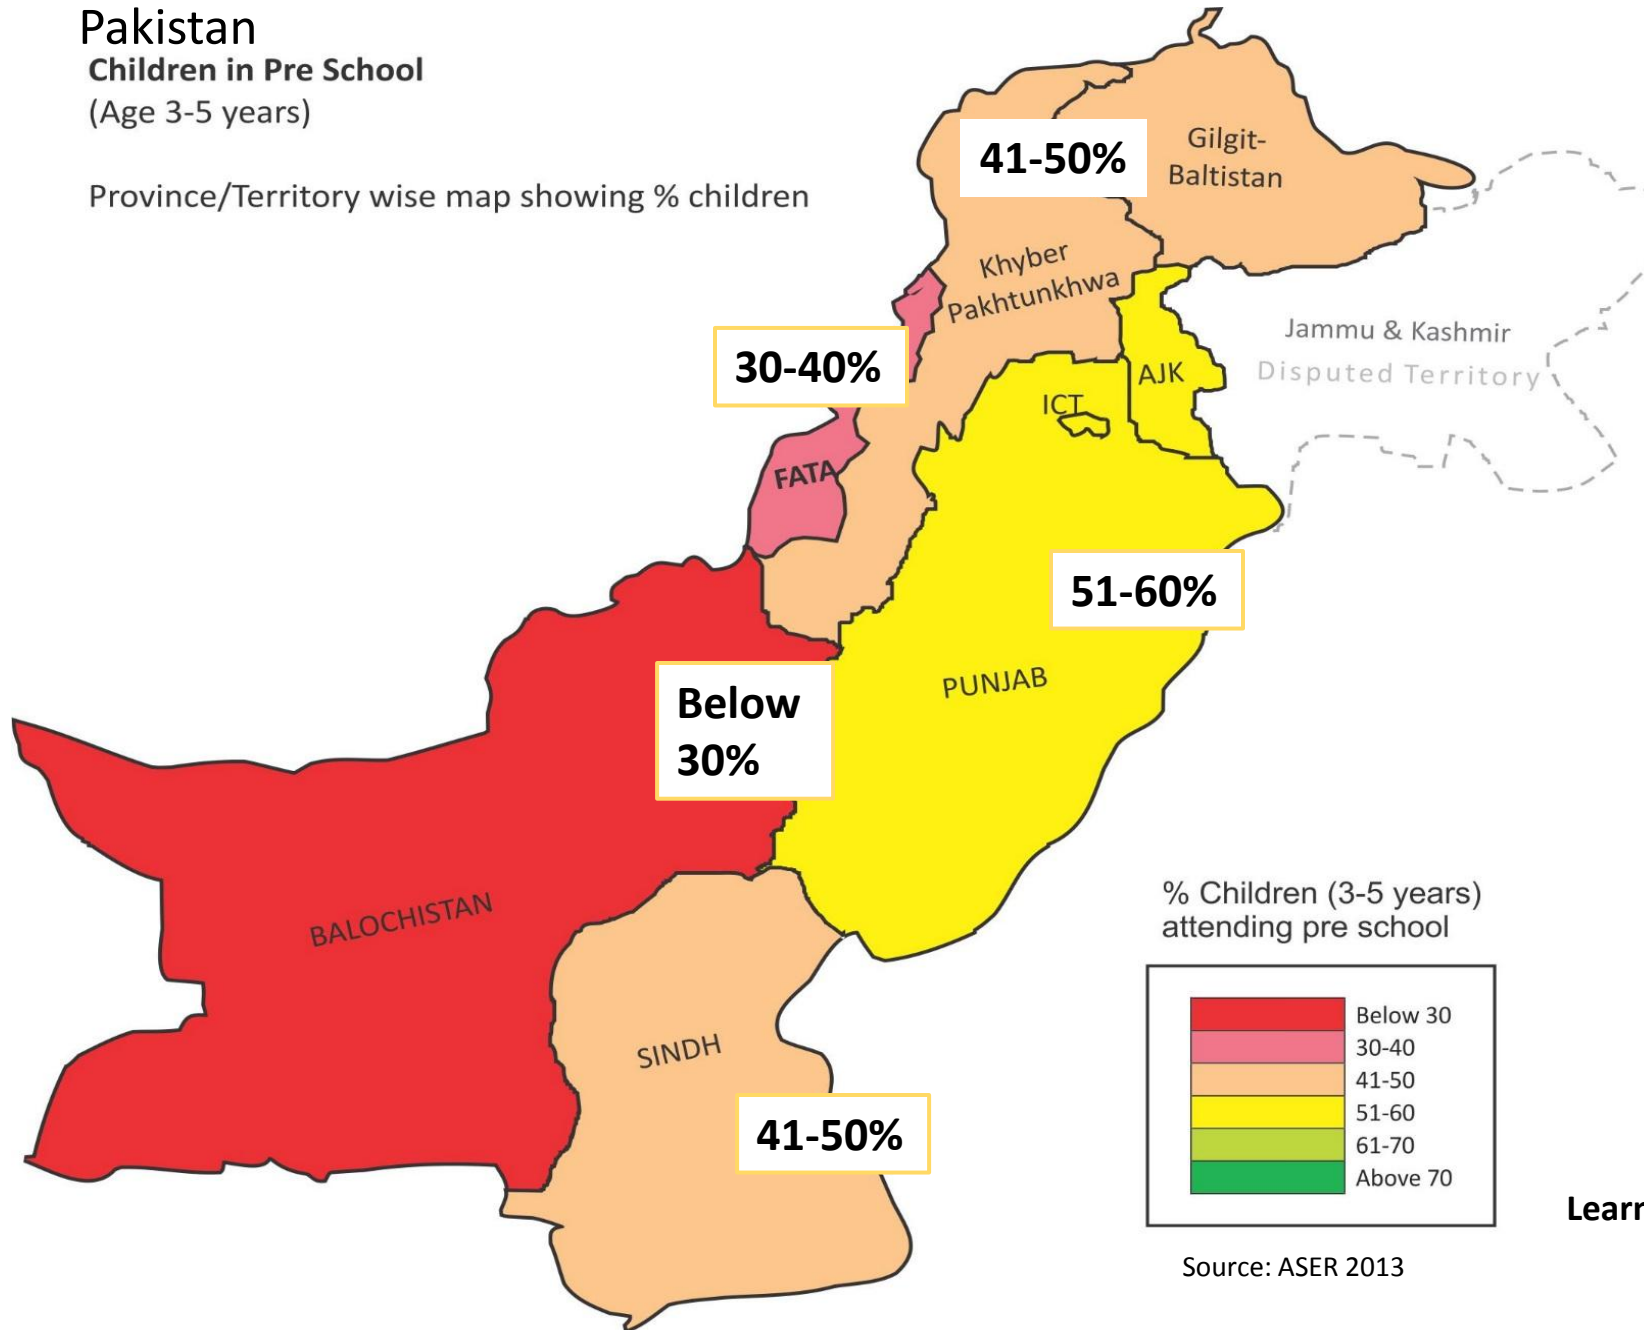 Pakistan
Children in Pre School
(Age 3-5 years)
Province/Territory wise map showing % children
41-50%
Gilgit-
Baltistan
Khyber
Pakhtunkhwa
Jammu & Kashmir
Disputed Territory
30-40%
AJK
ICT
FATA
51-60%
PUNJAB
Below
30%
BALOCHISTAN
SINDH
41-50%
% Children (3-5 years)
attending pre school
Below 30
30-40
41-50
51-60
61-70
Above 70
Learn
Source: ASER 2013